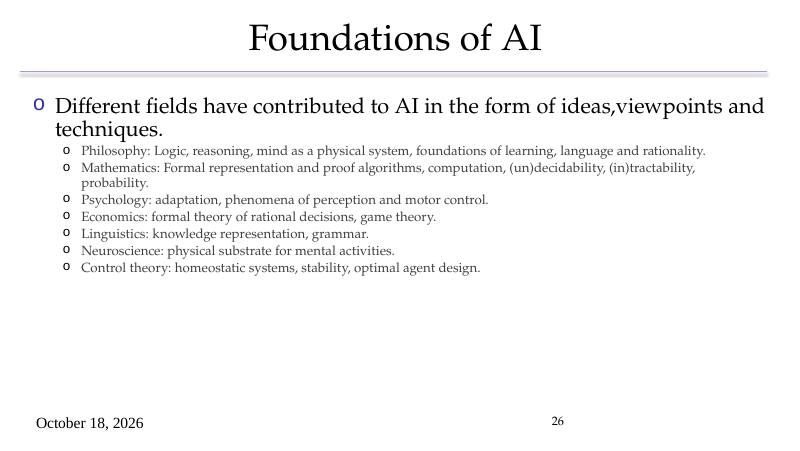 Foundations of AI
o Different fields have contributed to AI in the form of ideas,viewpoints and
techniques.
o Philosophy: Logic, reasoning, mind as a physical system, foundations of learning, language and rationality.
o Mathematics: Formal representation and proof algorithms, computation, (un)decidability, (in)tractability,
probability.
o Psychology: adaptation, phenomena of perception and motor control.
o Economics: formal theory of rational decisions, game theory.
o Linguistics: knowledge representation, grammar.
o Neuroscience: physical substrate for mental activities.
o Control theory: homeostatic systems, stability, optimal agent design.
October 18, 2026
26